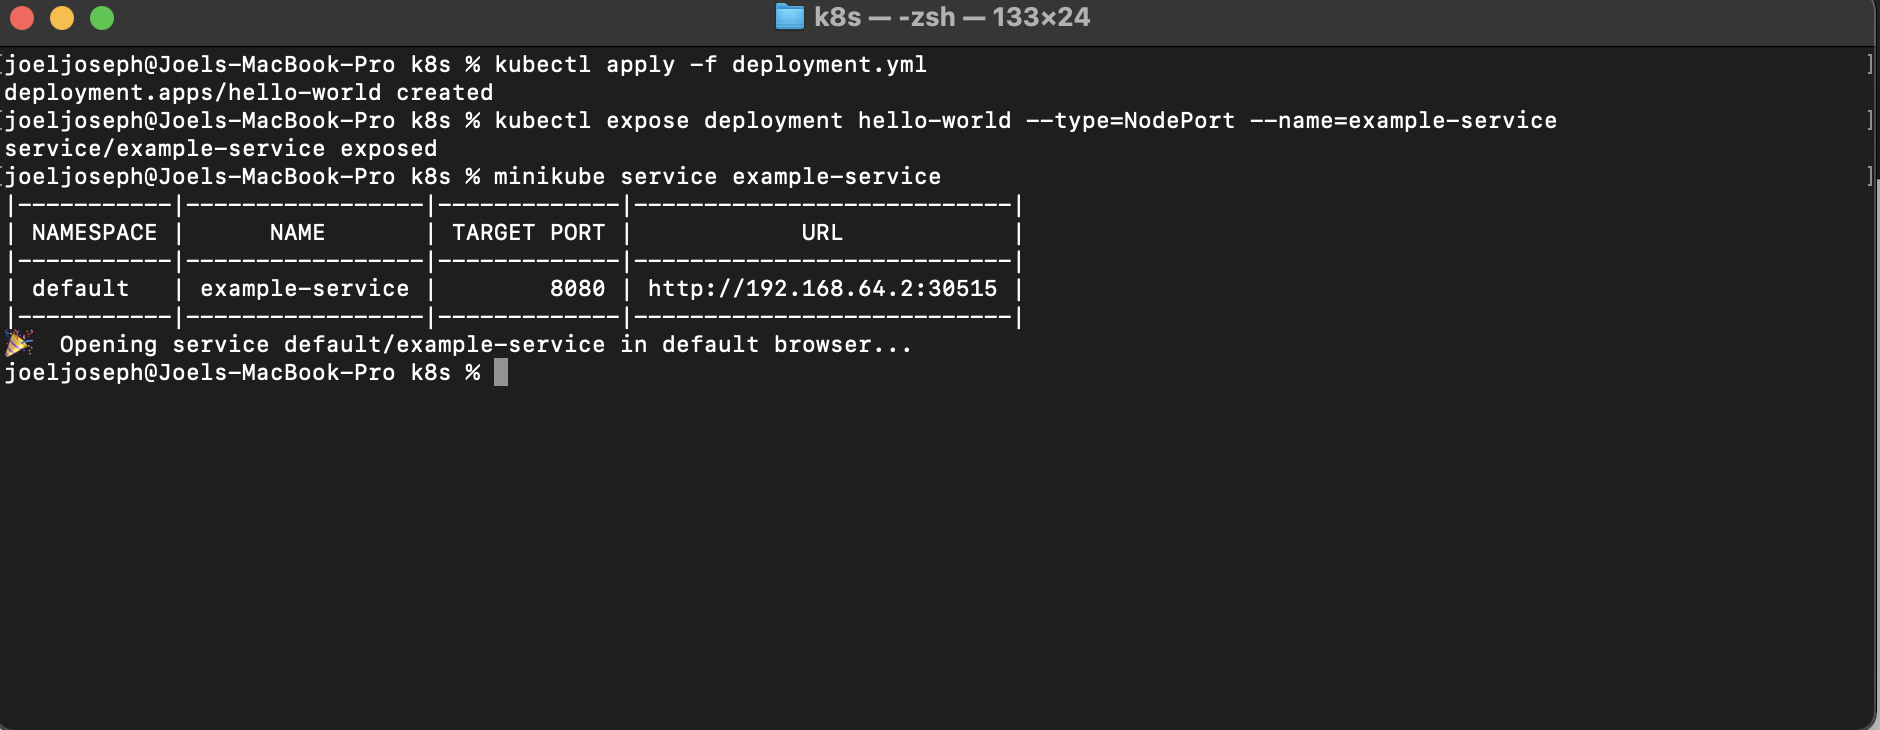 k8s — -zsh — 133×24
joeljoseph@Joels-MacBook-Pro k8s % kubectl apply -f deployment.yml
deployment.apps/hello-world created
joeljoseph@Joels-MacBook-Pro k8s % kubectl expose deployment hello-world --type=NodePort --name=example-service
service/example-service exposed
joeljoseph@Joels-MacBook-Pro k8s % minikube service example-service
|-----------|-----------------|-------------|---------------------------|
| NAMESPACE |      NAME       | TARGET PORT |            URL            |
|-----------|-----------------|-------------|---------------------------|
| default   | example-service |        8080 | http://192.168.64.2:30515 |
|-----------|-----------------|-------------|---------------------------|
🎉  Opening service default/example-service in default browser...
joeljoseph@Joels-MacBook-Pro k8s %